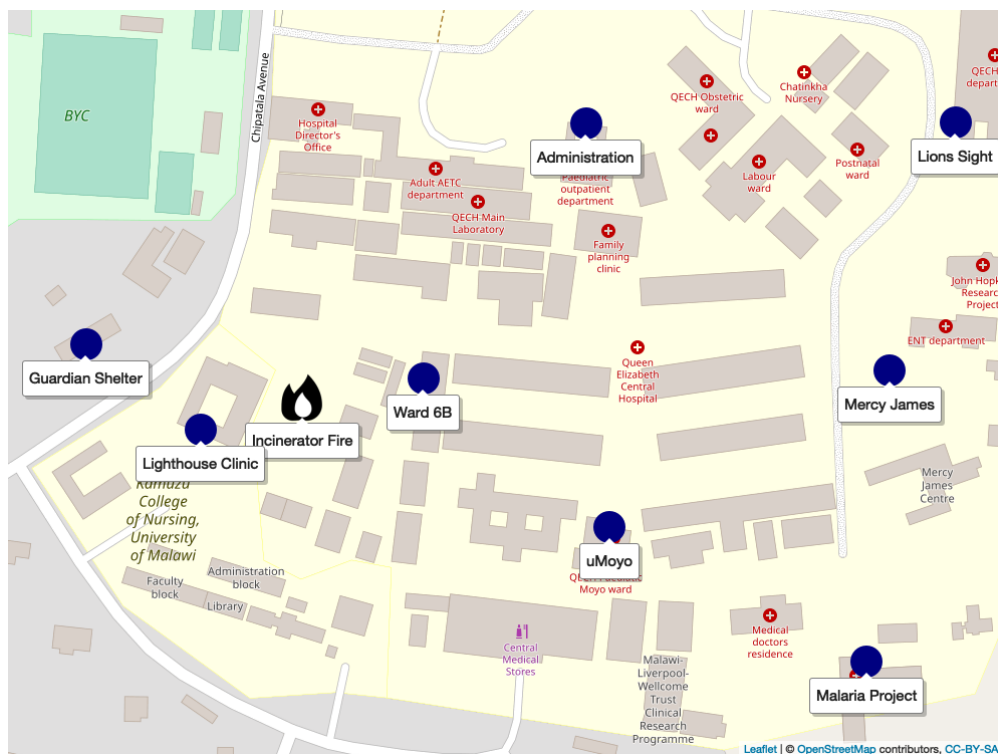 BYC
Chipatala Avenue
Hospital
Director's
Office
Adult AETC
department
QECH Main
Laboratory
Administration
Paediatric
outpatient
department
Family
planning
clinic
QECH Obstetric
ward
Chatinkha
Nursery
Labour
ward
Postnatal
ward
Lions Sight
QECH
depart
John Hopk
Research
Project
ENT department
Guardian Shelter
Incinerator Fire
Ward 6B
Queen
Elizabeth
Central
Hospital
Mercy James
Lighthouse Clinic
Kamuzu
College
of Nursing,
University
of Malawi
Mercy
James
Centre
uMoyo
Moyo ward
Faculty
block
Administration
block
Library
Central
Medical
Stores
Medical
doctors
residence
Malawi-
Liverpool-
Wellcome
Trust
Clinical
Research
Programme
Malaria Project
Leaflet | © OpenStreetMap contributors, CC-BY-SA